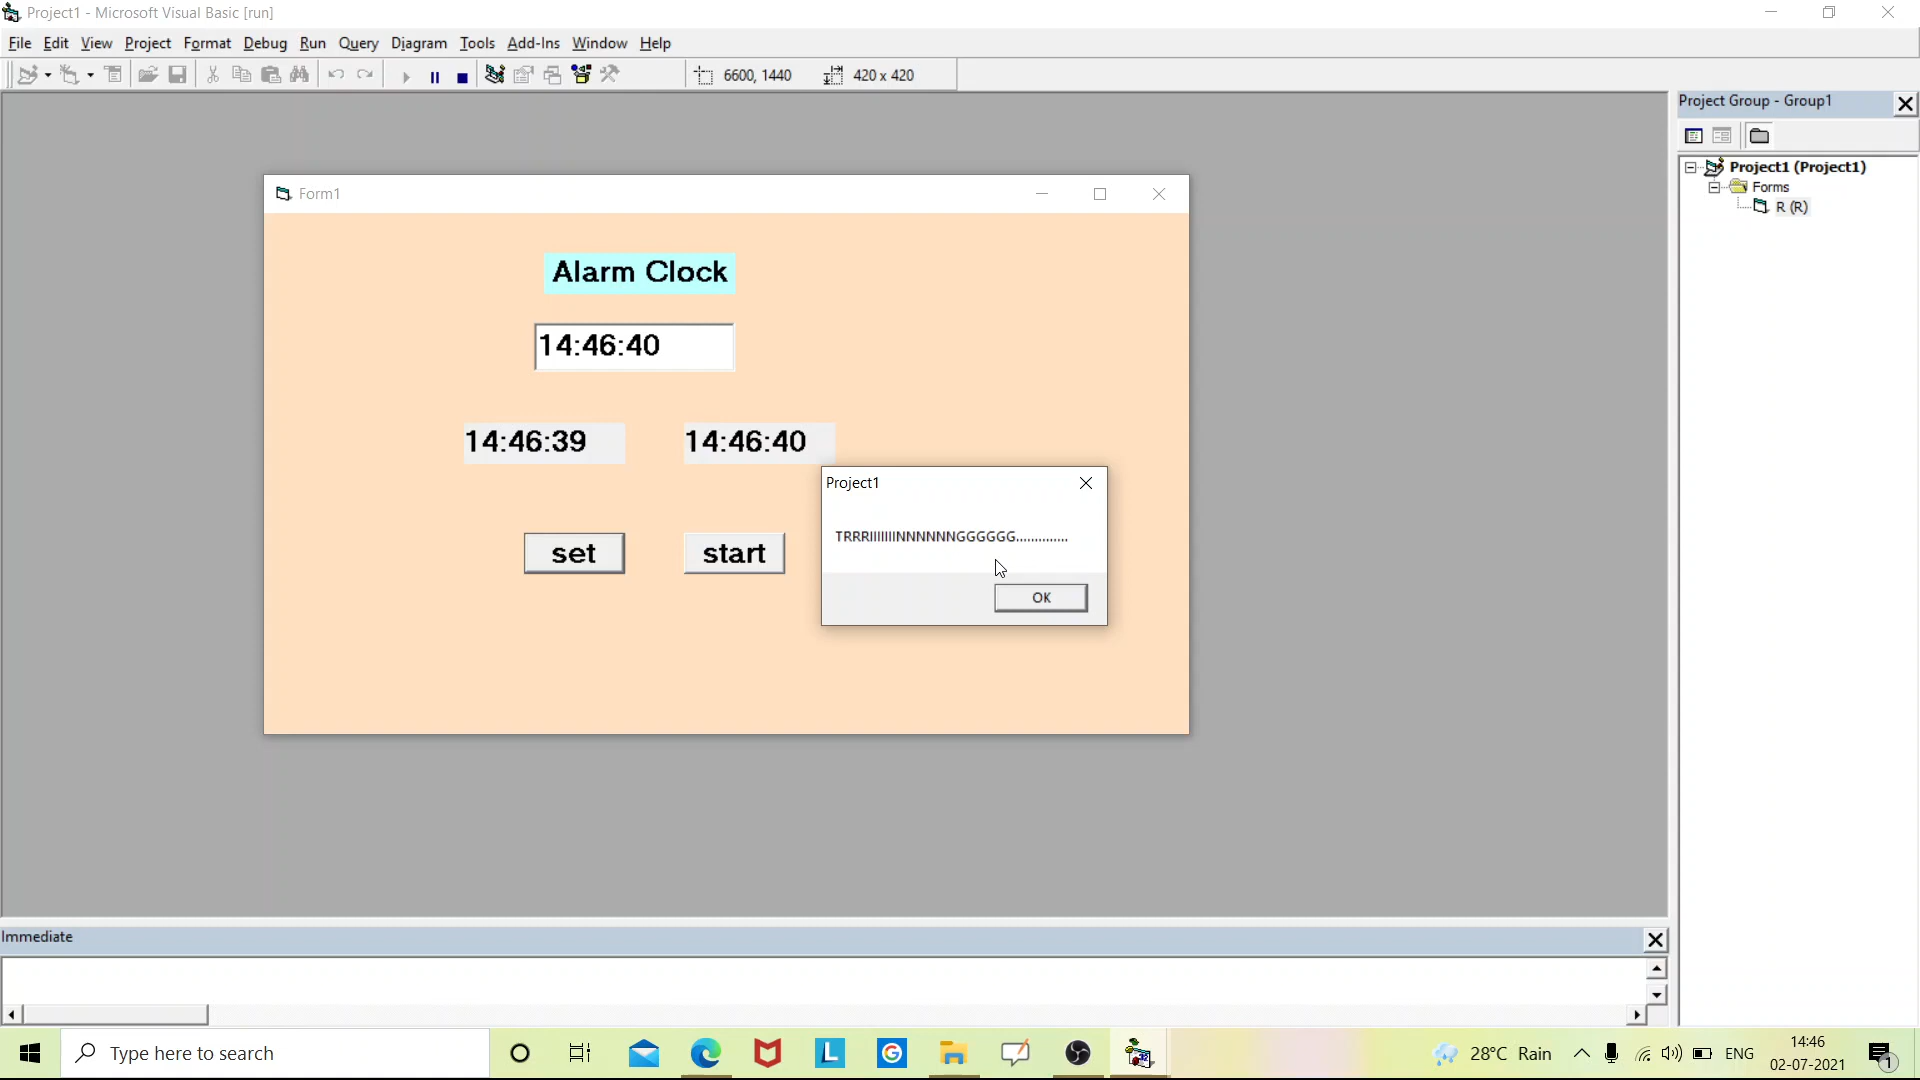 Project1 - Microsoft Visual Basic [run]
File Edit View Project Format Debug Run Query Diagram Tools Add-Ins Window Help
6600, 1440 420 x 420
Project Group - Group1
Project1 (Project1)
Forms
R (R)
Form1
Alarm Clock
14:46:40
14:46:39 14:46:40
set start
Project1
TRRRIIIIIIINNNNNNGGGGGG..............
OK
Immediate
Type here to search
L
G
28°C Rain
ENG
14:46
02-07-2021
1